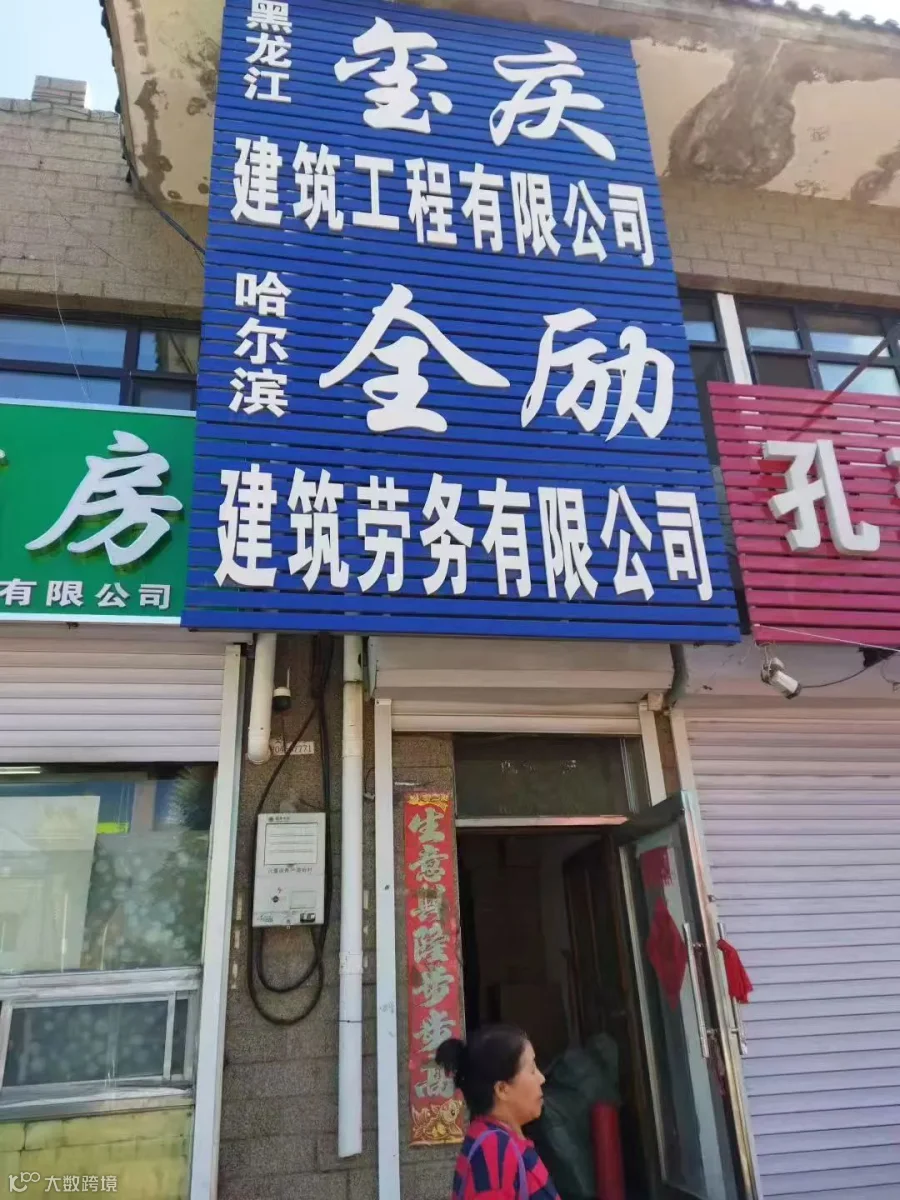 黑龙江
玺庆
建筑工程有限公司
哈尔滨
全励
建筑劳务有限公司
房
有限公司
孔
生意兴隆步步高
大数跨境